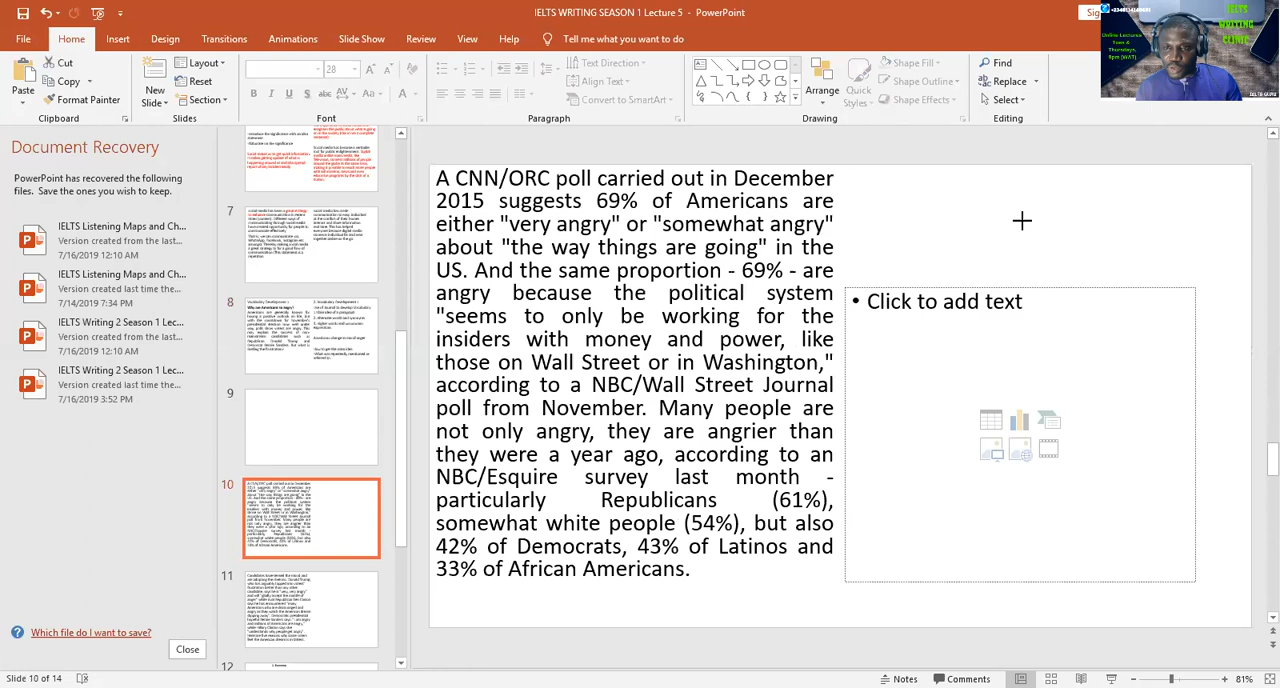 IELTS WRITING SEASON 1 Lecture 5 - PowerPoint
File Home Insert Design Transitions Animations Slide Show Review View Help Tell me what you want to do
IELTS
WRITING
CLINIC
Online Lectures:
Tues &
Thursdays,
Paste
Cut
Copy
Format Painter
Clipboard
New
Slide
Layout
Reset
Section
Slides
28
Font
Text Direction
Align Text
Convert to SmartArt
Paragraph
Arrange
Quick
Styles
Shape Fill
Shape Outline
Shape Effects
Drawing
Find
Replace
Select
Editing
Document Recovery
PowerPoint has recovered the following
files. Save the ones you wish to keep.
IELTS Listening Maps and Ch...
Version created from the last...
7/16/2019 12:10 AM
IELTS Listening Maps and Ch...
Version created last time the...
7/14/2019 7:34 PM
IELTS Writing 2 Season 1 Lec...
Version created from the last...
7/16/2019 12:10 AM
IELTS Writing 2 Season 1 Lec...
Version created last time the...
7/16/2019 3:52 PM
Which file do I want to save?
Close
7
8
9
10
11
12
A CNN/ORC poll carried out in December
2015 suggests 69% of Americans are
either "very angry" or "somewhat angry"
about "the way things are going" in the
US. And the same proportion - 69% - are
angry because the political system
"seems to only be working for the
insiders with money and power, like
those on Wall Street or in Washington,"
according to a NBC/Wall Street Journal
poll from November. Many people are
not only angry, they are angrier than
they were a year ago, according to an
NBC/Esquire survey last month -
particularly Republicans (61%),
somewhat white people (54%), but also
42% of Democrats, 43% of Latinos and
33% of African Americans.
• Click to add text
Slide 10 of 14
Notes
Comments
81%